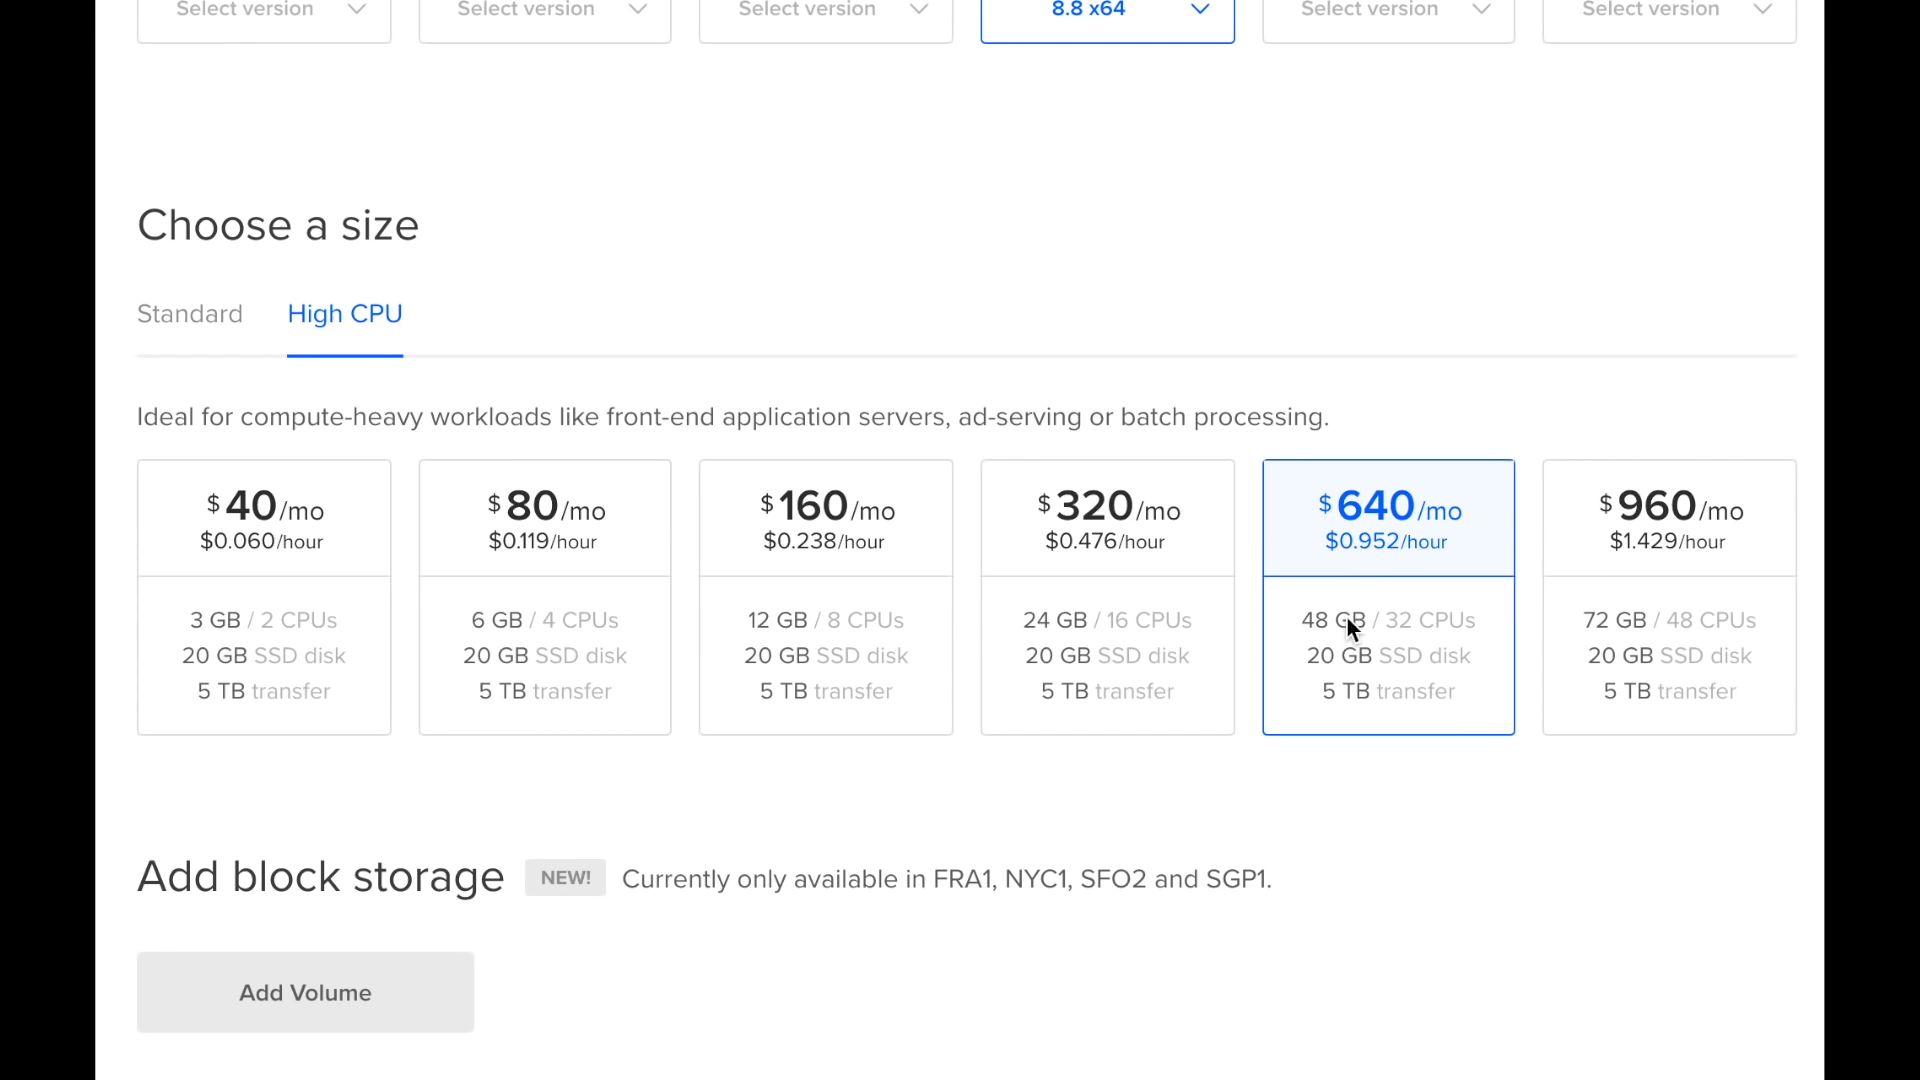 Select version Select version Select version 8.8 x64 Select version Select version
Choose a size
Standard High CPU
Ideal for compute-heavy workloads like front-end application servers, ad-serving or batch processing.
$40/mo $80/mo $160/mo $320/mo $640/mo $960/mo
$0.060/hour $0.119/hour $0.238/hour $0.476/hour $0.952/hour $1.429/hour
3 GB / 2 CPUs 6 GB / 4 CPUs 12 GB / 8 CPUs 24 GB / 16 CPUs 48 GB / 32 CPUs 72 GB / 48 CPUs
20 GB SSD disk 20 GB SSD disk 20 GB SSD disk 20 GB SSD disk 20 GB SSD disk 20 GB SSD disk
5 TB transfer 5 TB transfer 5 TB transfer 5 TB transfer 5 TB transfer 5 TB transfer
Add block storage NEW! Currently only available in FRA1, NYC1, SFO2 and SGP1.
Add Volume